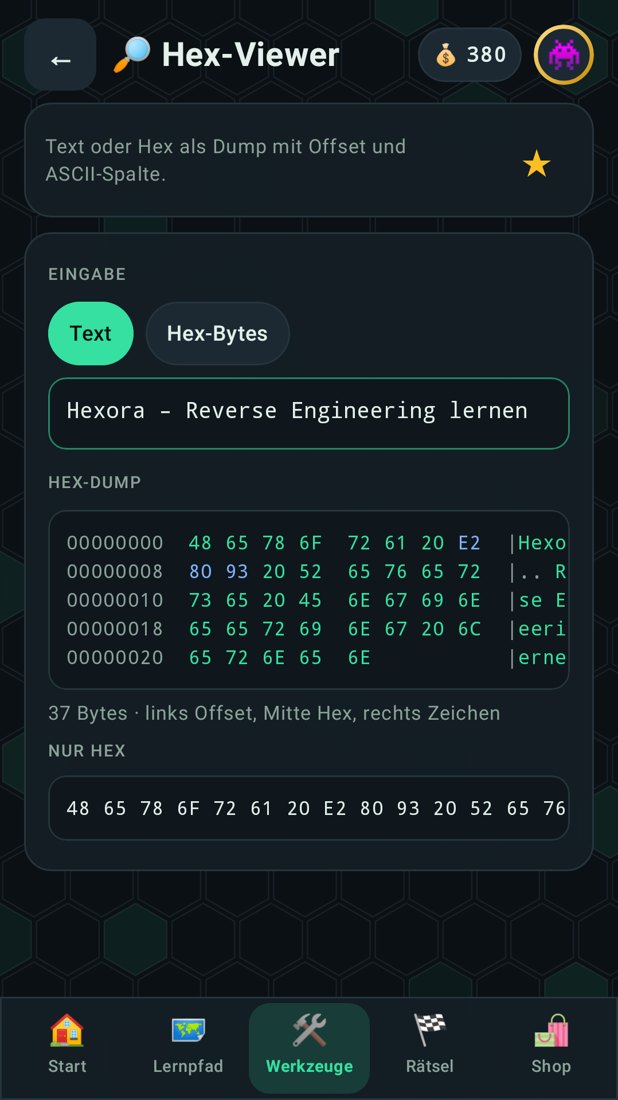 ← Hex-Viewer 380
Text oder Hex als Dump mit Offset und
ASCII-Spalte.
EINGABE
Text Hex-Bytes
Hexora – Reverse Engineering lernen
HEX-DUMP
00000000 48 65 78 6F 72 61 20 E2 |Hexo
00000008 80 93 20 52 65 76 65 72 |.. R
00000010 73 65 20 45 6E 67 69 6E |se E
00000018 65 65 72 69 6E 67 20 6C |eeri
00000020 65 72 6E 65 6E |erne
37 Bytes · links Offset, Mitte Hex, rechts Zeichen
NUR HEX
48 65 78 6F 72 61 20 E2 80 93 20 52 65 76
Start Lernpfad Werkzeuge Rätsel Shop